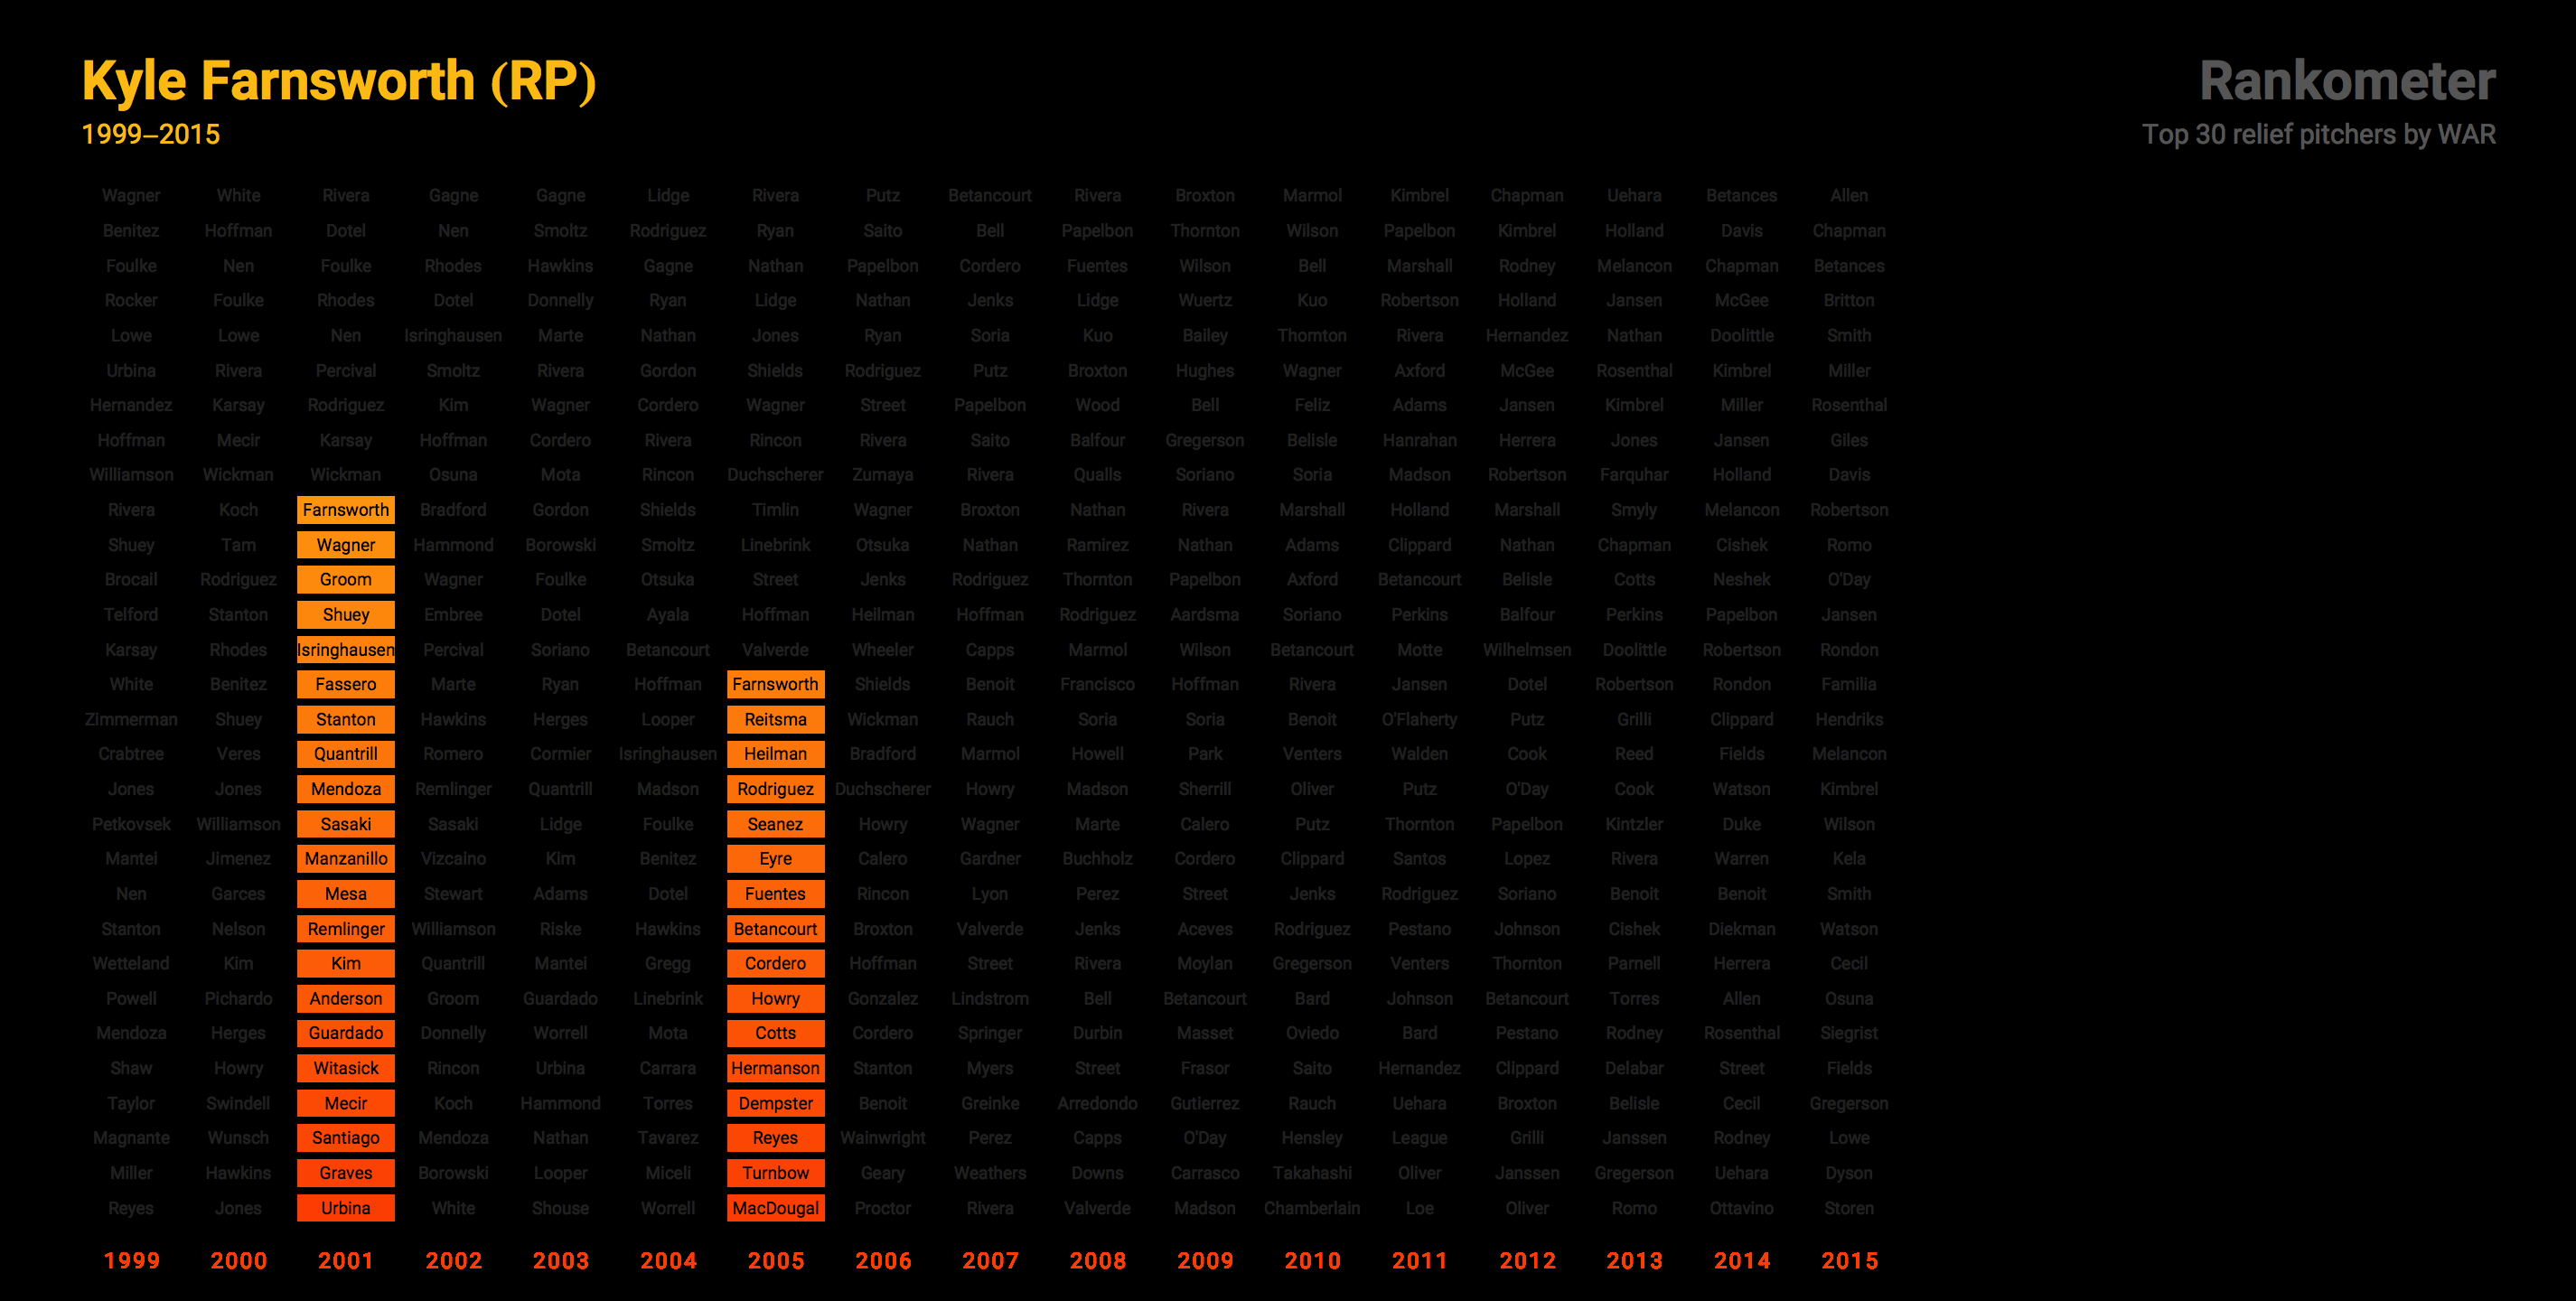 Kyle Farnsworth (RP)
1999–2015
Rankometer
Top 30 relief pitchers by WAR
Wagner White Rivera Gagne Gagne Lidge Rivera Putz Betancourt Rivera Broxton Marmol Kimbrel Chapman Uehara Betances Allen
Benitez Hoffman Dotel Nen Smoltz Rodriguez Ryan Saito Bell Papelbon Thornton Wilson Papelbon Kimbrel Holland Davis Chapman
Foulke Nen Foulke Rhodes Hawkins Gagne Nathan Papelbon Cordero Fuentes Wilson Bell Marshall Rodney Melancon Chapman Betances
Rocker Foulke Rhodes Dotel Donnelly Ryan Lidge Nathan Jenks Lidge Wuertz Kuo Robertson Holland Jansen McGee Britton
Lowe Lowe Nen Isringhausen Marte Nathan Jones Ryan Soria Kuo Bailey Thornton Rivera Hernandez Nathan Doolittle Smith
Urbina Rivera Percival Smoltz Rivera Gordon Shields Rodriguez Putz Broxton Hughes Wagner Axford McGee Rosenthal Kimbrel Miller
Hernandez Karsay Rodriguez Kim Wagner Cordero Wagner Street Papelbon Wood Bell Feliz Adams Jansen Kimbrel Miller Rosenthal
Hoffman Mecir Karsay Hoffman Cordero Rivera Rincon Rivera Saito Balfour Gregerson Belisle Hanrahan Herrera Jones Jansen Giles
Williamson Wickman Wickman Osuna Mota Rincon Duchscherer Zumaya Rivera Qualls Soriano Soria Madson Robertson Farquhar Holland Davis
Rivera Koch Farnsworth Bradford Gordon Shields Timlin Wagner Broxton Nathan Rivera Marshall Holland Marshall Smyly Melancon Robertson
Shuey Tam Wagner Hammond Borowski Smoltz Linebrink Otsuka Nathan Ramirez Nathan Adams Clippard Nathan Chapman Cishek Romo
Brocail Rodriguez Groom Wagner Foulke Otsuka Street Jenks Rodriguez Thornton Papelbon Axford Betancourt Belisle Cotts Neshek O'Day
Telford Stanton Shuey Embree Dotel Ayala Hoffman Heilman Hoffman Rodriguez Aardsma Soriano Perkins Balfour Perkins Papelbon Jansen
Karsay Rhodes Isringhausen Percival Soriano Betancourt Valverde Wheeler Capps Marmol Wilson Betancourt Motte Wilhelmsen Doolittle Robertson Rondon
White Benitez Fassero Marte Ryan Hoffman Farnsworth Shields Benoit Francisco Hoffman Rivera Jansen Dotel Robertson Rondon Familia
Zimmerman Shuey Stanton Hawkins Herges Looper Reitsma Wickman Rauch Soria Soria Benoit O'Flaherty Putz Grilli Clippard Hendriks
Crabtree Veres Quantrill Romero Cormier Isringhausen Heilman Bradford Marmol Howell Park Venters Walden Cook Reed Fields Melancon
Jones Jones Mendoza Remlinger Quantrill Madson Rodriguez Duchscherer Howry Madson Sherrill Oliver Putz O'Day Cook Watson Kimbrel
Petkovsek Williamson Sasaki Sasaki Lidge Foulke Seanez Howry Wagner Marte Calero Putz Thornton Papelbon Kintzler Duke Wilson
Mantei Jimenez Manzanillo Vizcaino Kim Benitez Eyre Calero Gardner Buchholz Cordero Clippard Santos Lopez Rivera Warren Kela
Nen Garces Mesa Stewart Adams Dotel Fuentes Rincon Lyon Perez Street Jenks Rodriguez Soriano Benoit Benoit Smith
Stanton Nelson Remlinger Williamson Riske Hawkins Betancourt Broxton Valverde Jenks Aceves Rodriguez Pestano Johnson Cishek Diekman Watson
Wetteland Kim Kim Quantrill Mantei Gregg Cordero Hoffman Street Rivera Moylan Gregerson Venters Thornton Parnell Herrera Cecil
Powell Pichardo Anderson Groom Guardado Linebrink Howry Gonzalez Lindstrom Bell Betancourt Bard Johnson Betancourt Torres Allen Osuna
Mendoza Herges Guardado Donnelly Worrell Mota Cotts Cordero Springer Durbin Masset Oviedo Bard Pestano Rodney Rosenthal Siegrist
Shaw Howry Witasick Rincon Urbina Carrara Hermanson Stanton Myers Street Frasor Saito Hernandez Clippard Delabar Street Fields
Taylor Swindell Mecir Koch Hammond Torres Dempster Benoit Greinke Arredondo Gutierrez Rauch Uehara Broxton Belisle Cecil Gregerson
Magnante Wunsch Santiago Mendoza Nathan Tavarez Reyes Wainwright Perez Capps O'Day Hensley League Grilli Janssen Rodney Lowe
Miller Hawkins Graves Borowski Looper Miceli Turnbow Geary Weathers Downs Carrasco Takahashi Oliver Janssen Gregerson Uehara Dyson
Reyes Jones Urbina White Shouse Worrell MacDougal Proctor Rivera Valverde Madson Chamberlain Loe Oliver Romo Ottavino Storen
1999 2000 2001 2002 2003 2004 2005 2006 2007 2008 2009 2010 2011 2012 2013 2014 2015